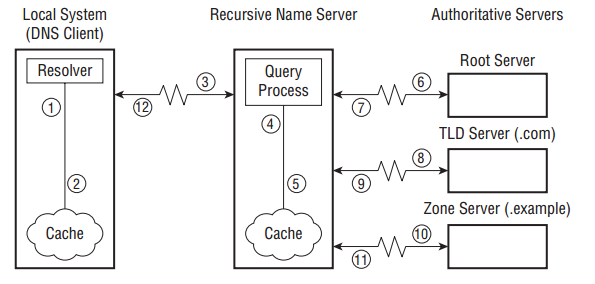 Local System
(DNS Client)
Recursive Name Server
Authoritative Servers
Resolver
1
2
Cache
3
12
Query
Process
4
5
Cache
Root Server
6
7
TLD Server (.com)
8
9
Zone Server (.example)
10
11